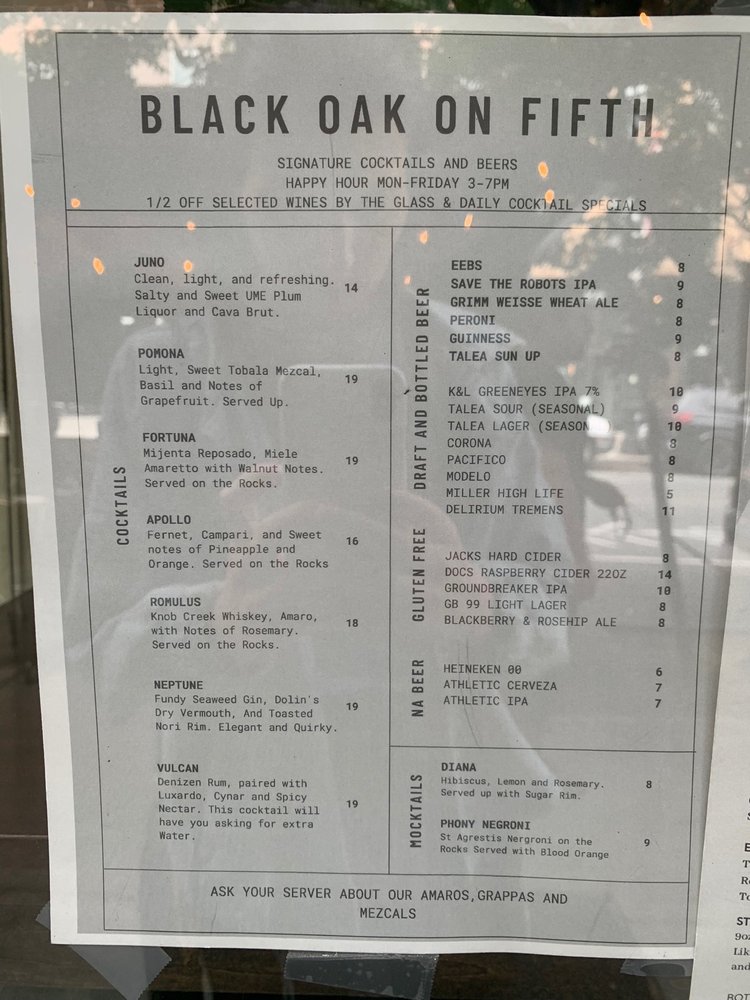 BLACK OAK ON FIFTH
SIGNATURE COCKTAILS AND BEERS
HAPPY HOUR MON-FRIDAY 3-7PM
1/2 OFF SELECTED WINES BY THE GLASS & DAILY COCKTAIL SPECIALS
COCKTAILS
JUNO
Clean, light, and refreshing.
Salty and Sweet UME Plum 14
Liquor and Cava Brut.
POMONA
Light, Sweet Tobala Mezcal,
Basil and Notes of 19
Grapefruit. Served Up.
FORTUNA
Mijenta Reposado, Miele
Amaretto with Walnut Notes. 19
Served on the Rocks.
APOLLO
Fernet, Campari, and Sweet
notes of Pineapple and 16
Orange. Served on the Rocks
ROMULUS
Knob Creek Whiskey, Amaro,
with Notes of Rosemary. 18
Served on the Rocks.
NEPTUNE
Fundy Seaweed Gin, Dolin's
Dry Vermouth, And Toasted 19
Nori Rim. Elegant and Quirky.
VULCAN
Denizen Rum, paired with
Luxardo, Cynar and Spicy
Nectar. This cocktail will 19
have you asking for extra
Water.
DRAFT AND BOTTLED BEER
EEBS 8
SAVE THE ROBOTS IPA 9
GRIMM WEISSE WHEAT ALE 8
PERONI 8
GUINNESS 9
TALEA SUN UP 8
K&L GREENEYES IPA 7% 10
TALEA SOUR (SEASONAL) 9
TALEA LAGER (SEASON 10
CORONA 8
PACIFICO 8
MODELO 8
MILLER HIGH LIFE 5
DELIRIUM TREMENS 11
GLUTEN FREE
JACKS HARD CIDER 8
DOCS RASPBERRY CIDER 22OZ 14
GROUNDBREAKER IPA 10
GB 99 LIGHT LAGER 8
BLACKBERRY & ROSEHIP ALE 8
NA BEER
HEINEKEN 00 6
ATHLETIC CERVEZA 7
ATHLETIC IPA 7
MOCKTAILS
DIANA
Hibiscus, Lemon and Rosemary. 8
Served up with Sugar Rim.
PHONY NEGRONI
St Agrestis Nergroni on the 9
Rocks Served with Blood Orange
ASK YOUR SERVER ABOUT OUR AMAROS,GRAPPAS AND
MEZCALS